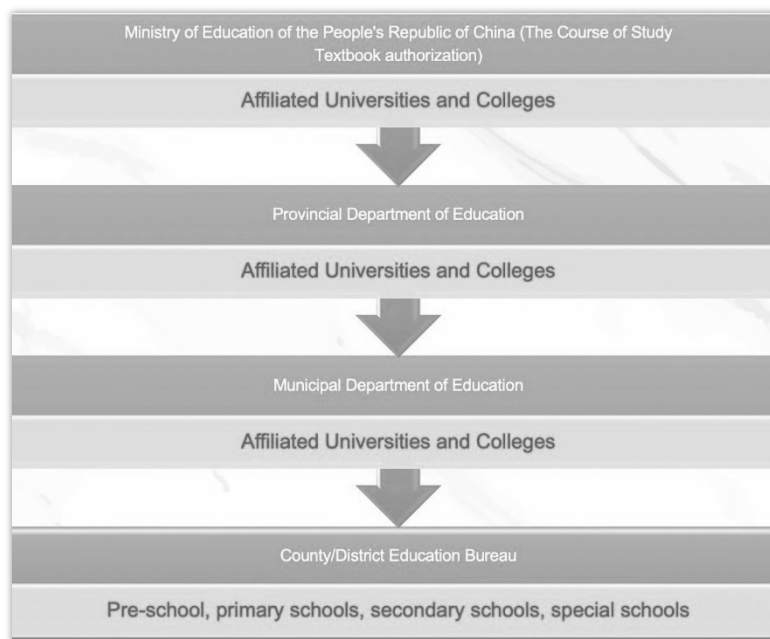 Ministry of Education of the People's Republic of China (The Course of Study
Textbook authorization)
Affiliated Universities and Colleges
Provincial Department of Education
Affiliated Universities and Colleges
Municipal Department of Education
Affiliated Universities and Colleges
County/District Education Bureau
Pre-school, primary schools, secondary schools, special schools